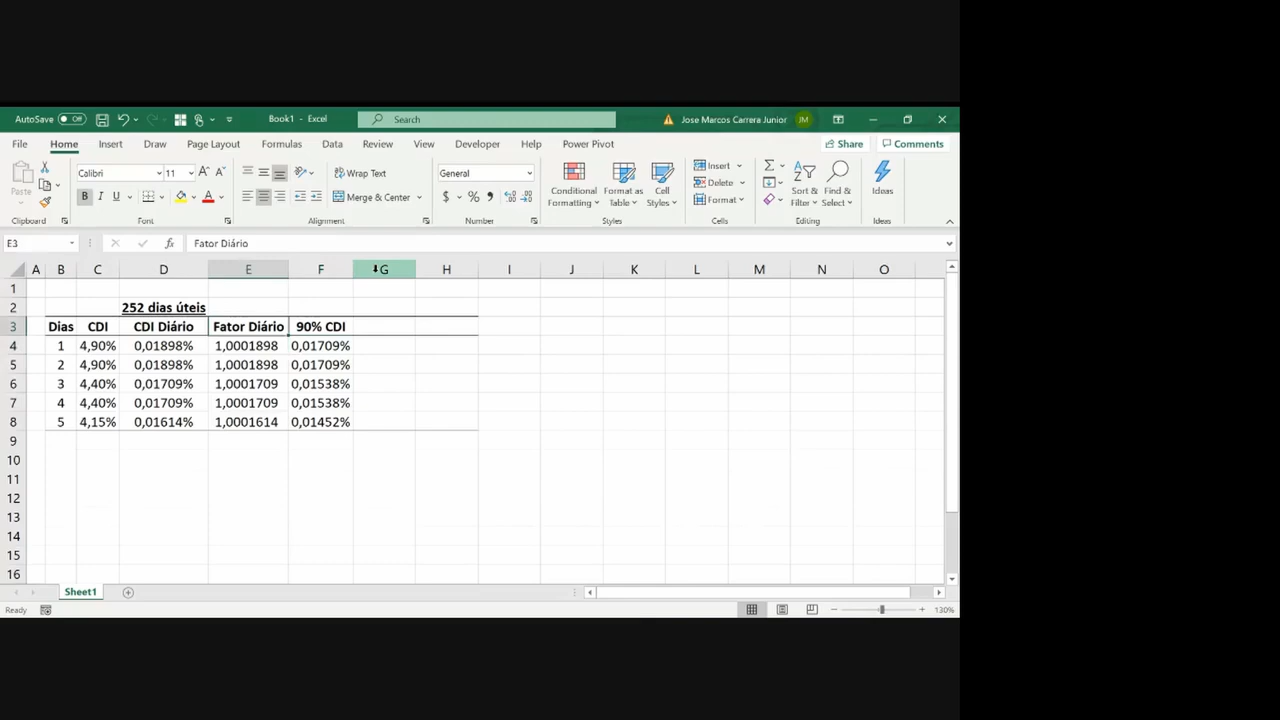 AutoSave Off Book1 - Excel Search Jose Marcos Carrera Junior JM
File Home Insert Draw Page Layout Formulas Data Review View Developer Help Power Pivot Share Comments
Paste Calibri 11 A A Wrap Text General Conditional Formatting Format as Table Cell Styles Insert Delete Format Sort & Filter Find & Select Ideas
B I U A Merge & Center $ % 9
Clipboard Font Alignment Number Styles Cells Editing Ideas
E3 fx Fator Diário
A B C D E F G H I J K L M N O
1
2 252 dias úteis
3 Dias CDI CDI Diário Fator Diário 90% CDI
4 1 4,90% 0,01898% 1,0001898 0,01709%
5 2 4,90% 0,01898% 1,0001898 0,01709%
6 3 4,40% 0,01709% 1,0001709 0,01538%
7 4 4,40% 0,01709% 1,0001709 0,01538%
8 5 4,15% 0,01614% 1,0001614 0,01452%
9
10
11
12
13
14
15
16
Sheet1
Ready 130%